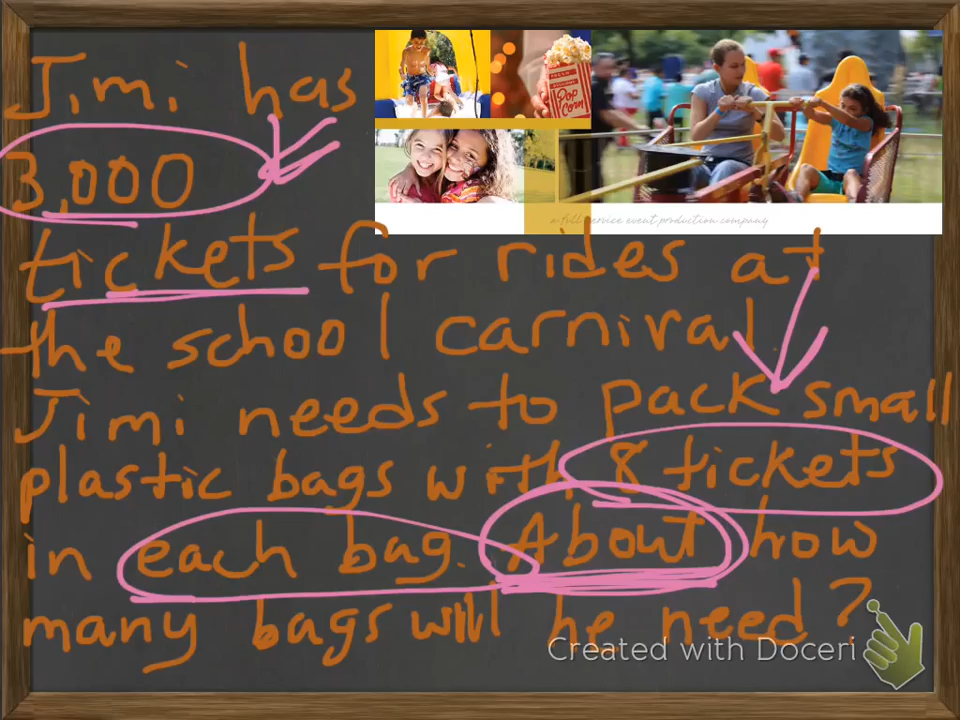 Jimi has
3,000
tickets for rides at
the school carnival.
Jimi needs to pack small
plastic bags with 8 tickets
in each bag. About how
many bags will he need?
POP CORN
a full service event production company
Created with Doceri